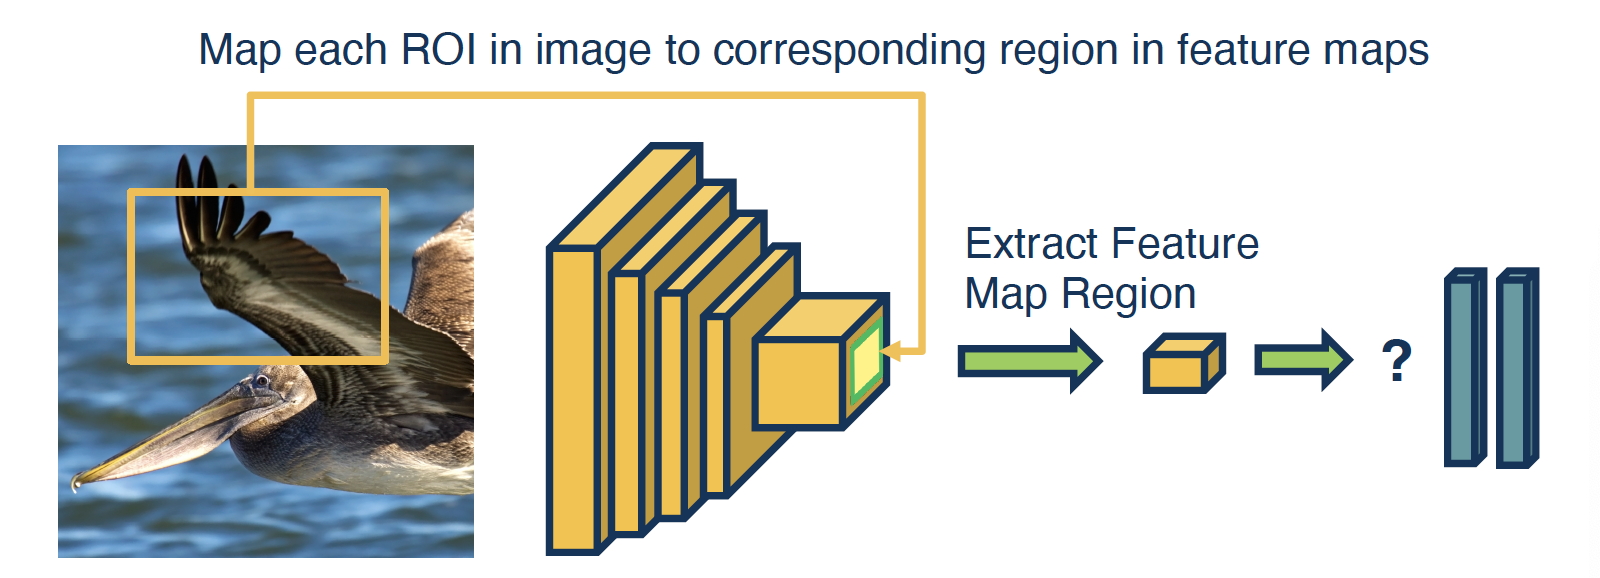 Map each ROI in image to corresponding region in feature maps
Extract Feature
Map Region
?